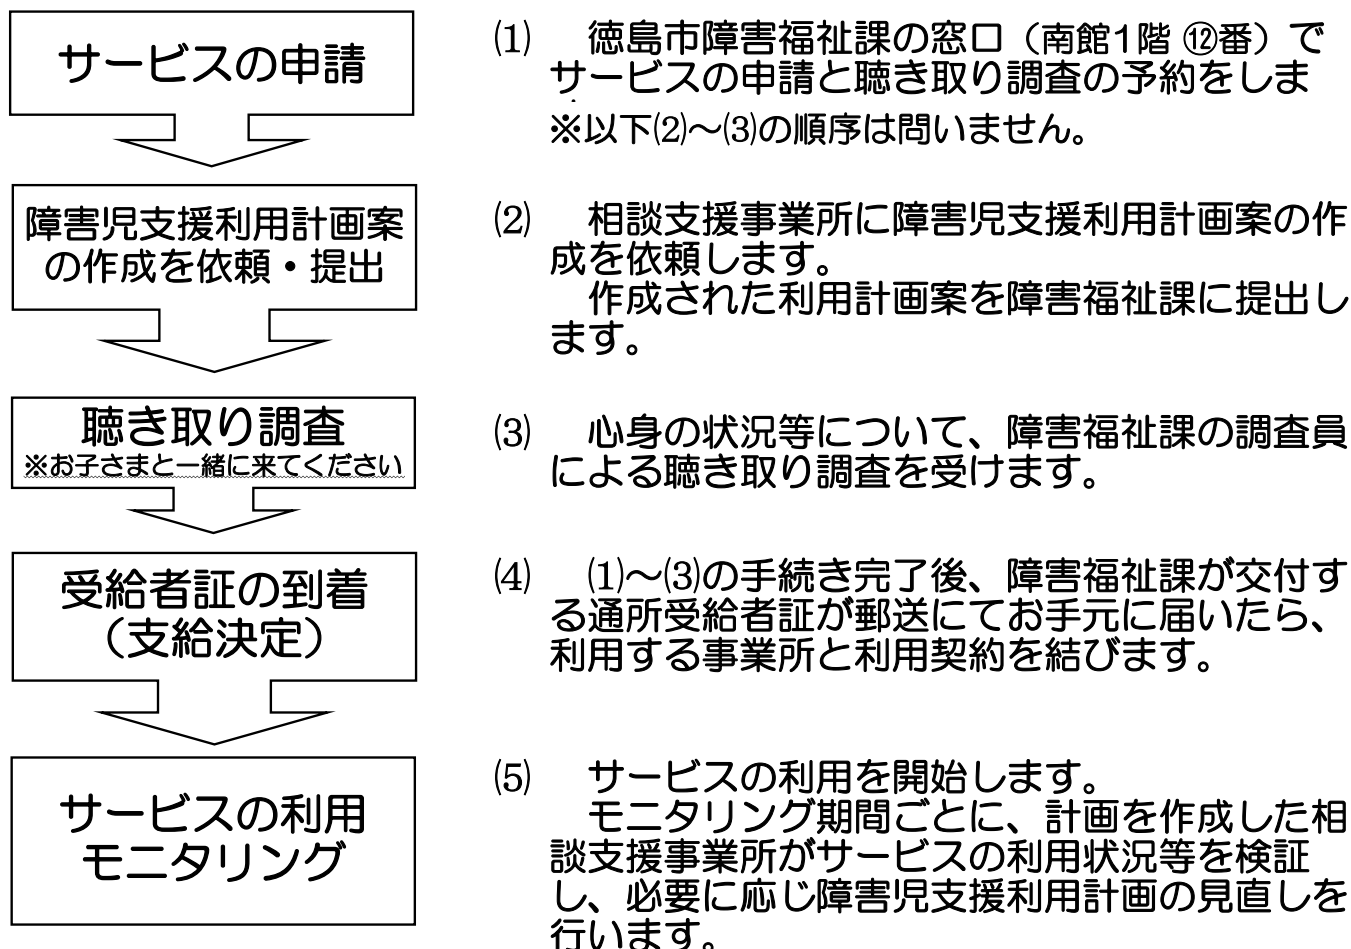 サービスの申請
⑴　徳島市障害福祉課の窓口（南館1階 ⑫番）で
サービスの申請と聴き取り調査の予約をしま
※以下⑵～⑶の順序は問いません。
障害児支援利用計画案
の作成を依頼・提出
⑵　相談支援事業所に障害児支援利用計画案の作
成を依頼します。
作成された利用計画案を障害福祉課に提出し
ます。
聴き取り調査
※お子さまと一緒に来てください
⑶　心身の状況等について、障害福祉課の調査員
による聴き取り調査を受けます。
受給者証の到着
（支給決定）
⑷　⑴～⑶の手続き完了後、障害福祉課が交付す
る通所受給者証が郵送にてお手元に届いたら、
利用する事業所と利用契約を結びます。
サービスの利用
モニタリング
⑸　サービスの利用を開始します。
モニタリング期間ごとに、計画を作成した相
談支援事業所がサービスの利用状況等を検証
し、必要に応じ障害児支援利用計画の見直しを
行います。